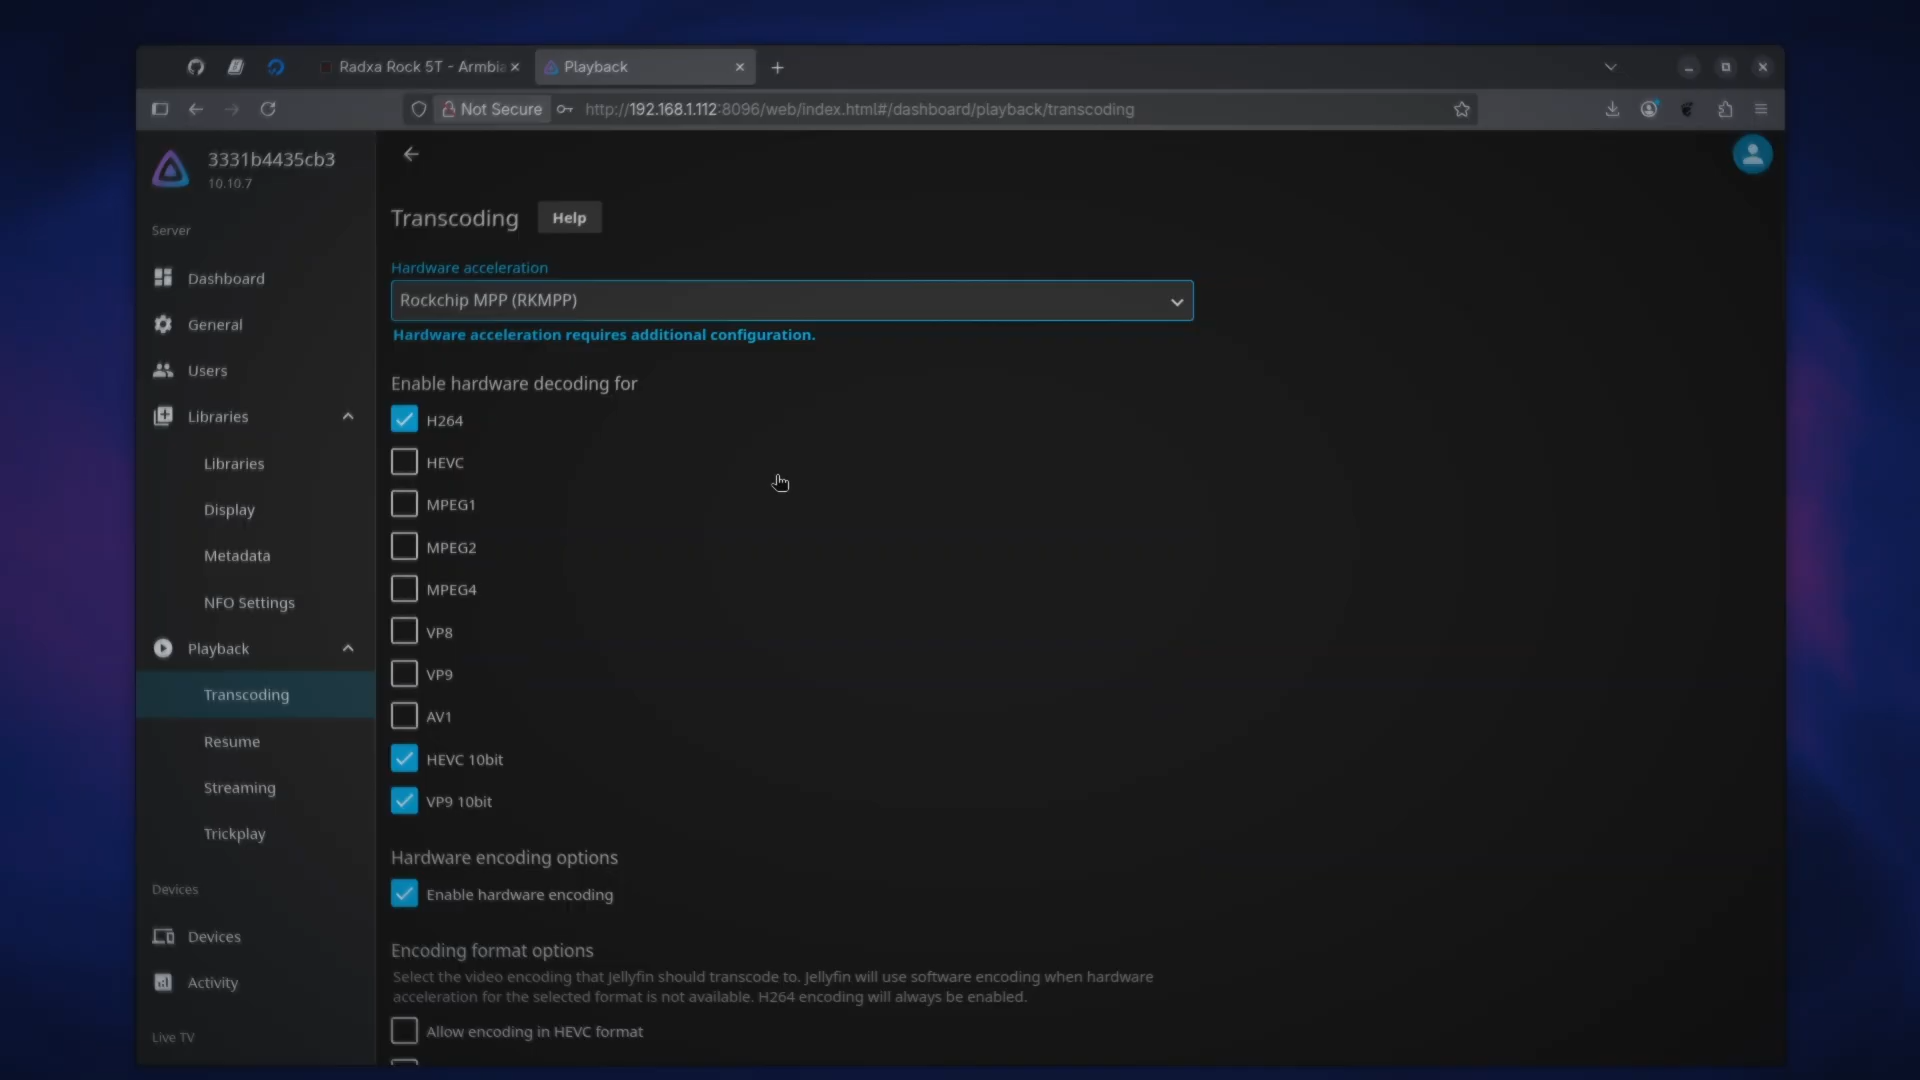 Radxa Rock 5T - Armbia
Playback
Not Secure
http://192.168.1.112:8096/web/index.html#/dashboard/playback/transcoding
3331b4435cb3
10.10.7
Server
Dashboard
General
Users
Libraries
Libraries
Display
Metadata
NFO Settings
Playback
Transcoding
Resume
Streaming
Trickplay
Devices
Devices
Activity
Live TV
Transcoding
Help
Hardware acceleration
Rockchip MPP (RKMPP)
Hardware acceleration requires additional configuration.
Enable hardware decoding for
H264
HEVC
MPEG1
MPEG2
MPEG4
VP8
VP9
AV1
HEVC 10bit
VP9 10bit
Hardware encoding options
Enable hardware encoding
Encoding format options
Select the video encoding that Jellyfin should transcode to. Jellyfin will use software encoding when hardware
acceleration for the selected format is not available. H264 encoding will always be enabled.
Allow encoding in HEVC format